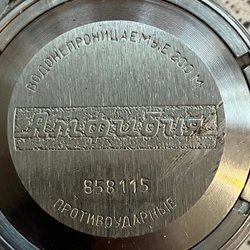 ВОДОНЕПРОНИЦАЕМЫЕ 200 М
Амфибия
858115
ПРОТИВОУДАРНЫЕ